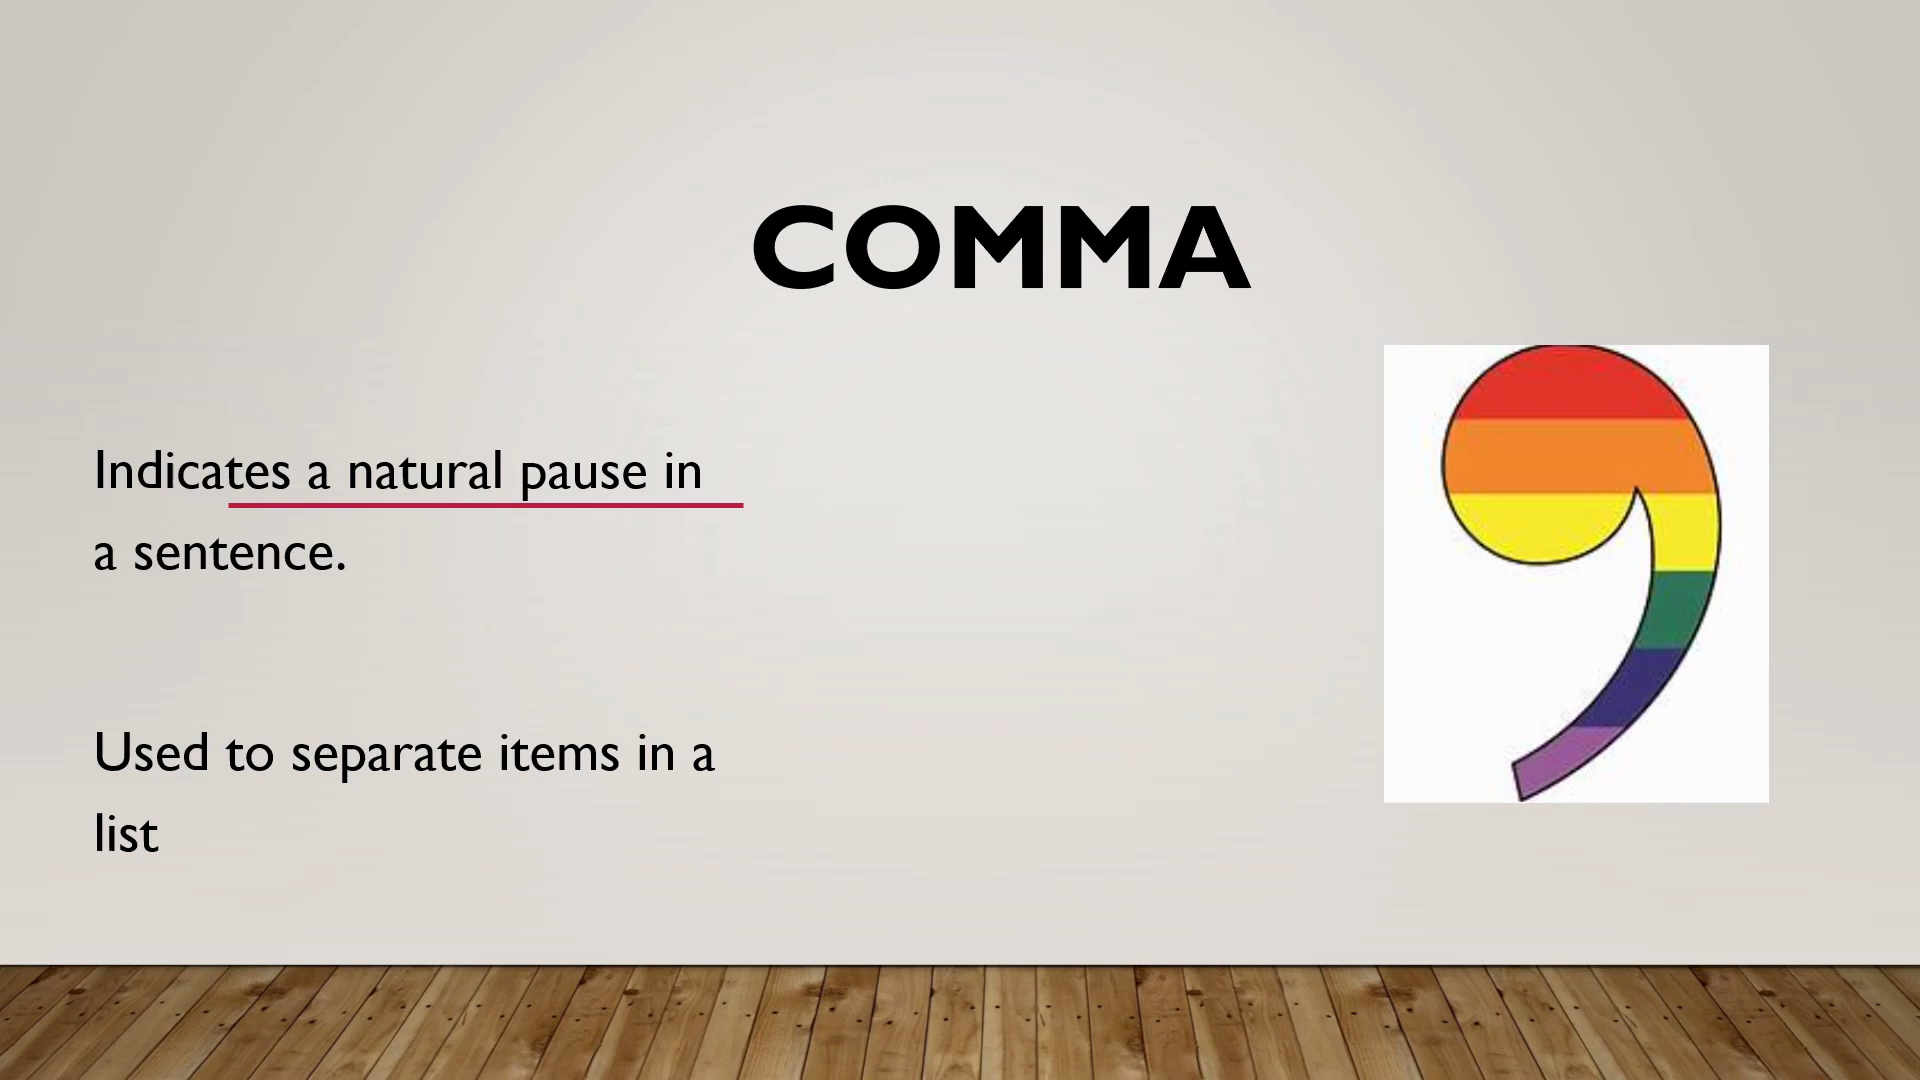 COMMA
Indicates a natural pause in
a sentence.
Used to separate items in a
list